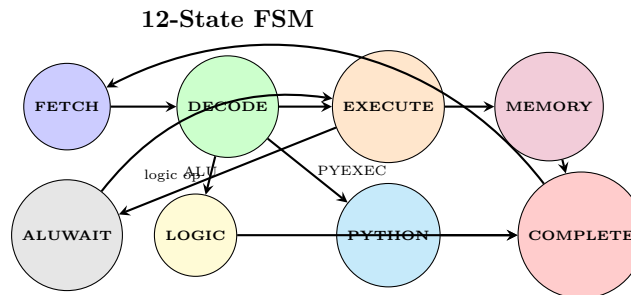 12-State FSM
FETCH
DECODE
EXECUTE
MEMORY
logic op
ALU
PYEXEC
ALUWAIT
LOGIC
PYTHON
COMPLETE